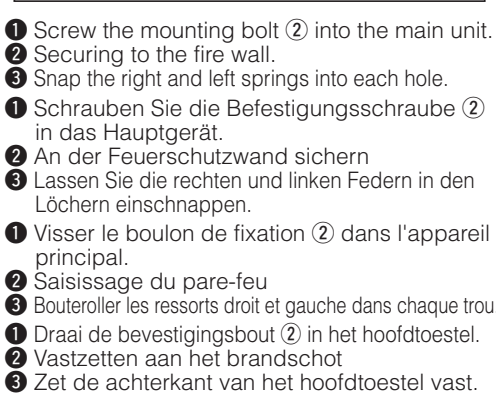 ❶ Screw the mounting bolt ② into the main unit.
❷ Securing to the fire wall.
❸ Snap the right and left springs into each hole.
❶ Schrauben Sie die Befestigungsschraube ②
in das Hauptgerät.
❷ An der Feuerschutzwand sichern
❸ Lassen Sie die rechten und linken Federn in den
Löchern einschnappen.
❶ Visser le boulon de fixation ② dans l'appareil
principal.
❷ Saisissage du pare-feu
❸ Bouteroller les ressorts droit et gauche dans chaque trou
❶ Draai de bevestigingsbout ② in het hoofdtoestel.
❷ Vastzetten aan het brandschot
❸ Zet de achterkant van het hoofdtoestel vast.